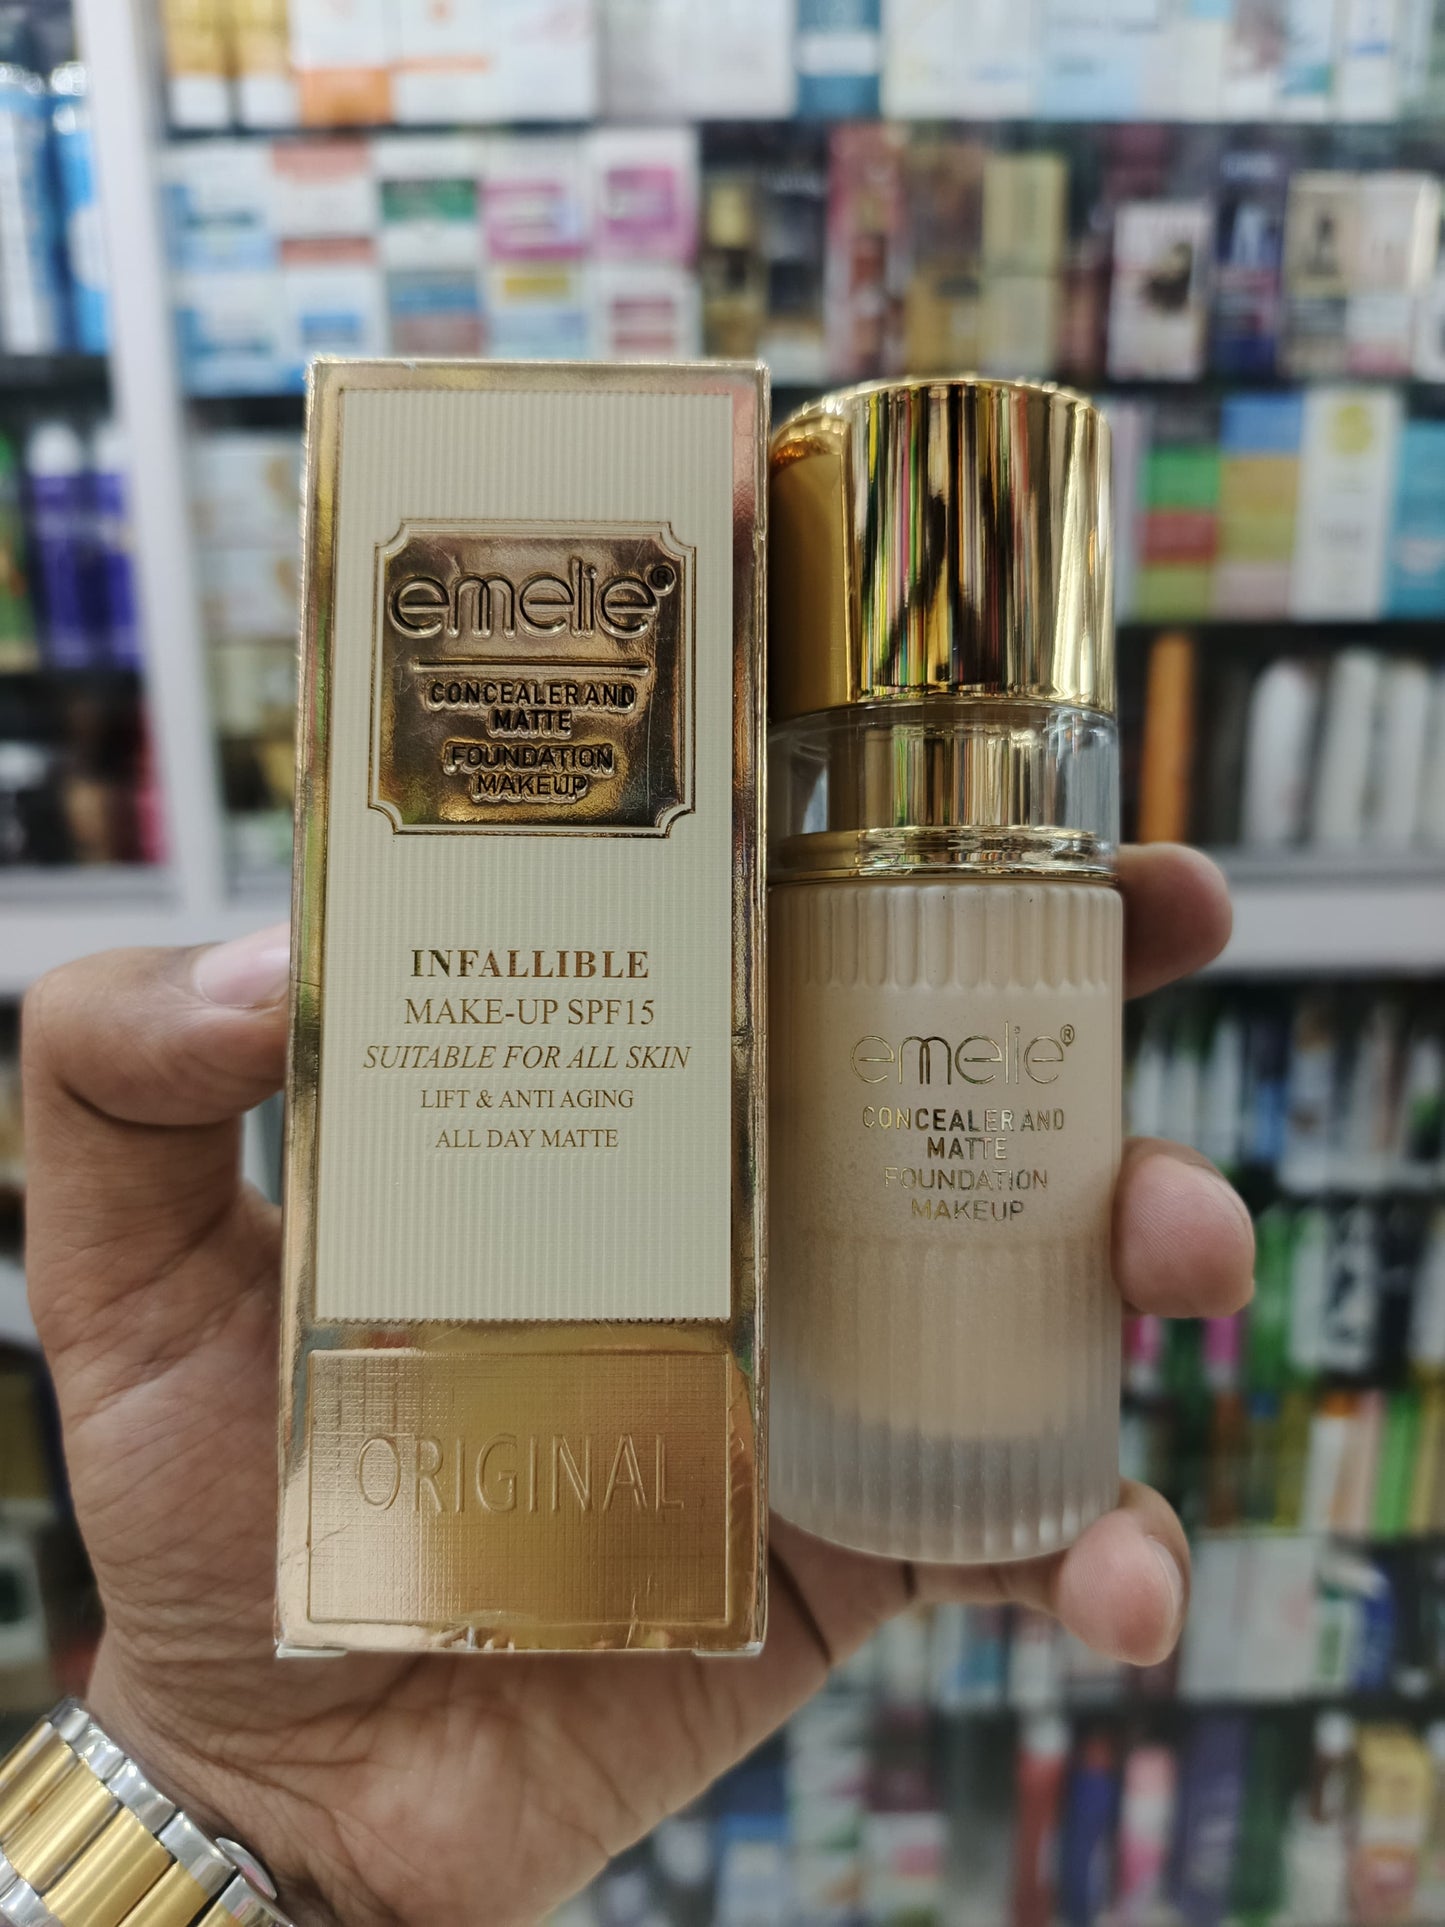 emelie®
CONCEALER AND
MATTE
FOUNDATION
MAKEUP
INFALLIBLE
MAKE-UP SPF15
SUITABLE FOR ALL SKIN
LIFT & ANTI AGING
ALL DAY MATTE
ORIGINAL
emelie®
CONCEALER AND
MATTE
FOUNDATION
MAKEUP